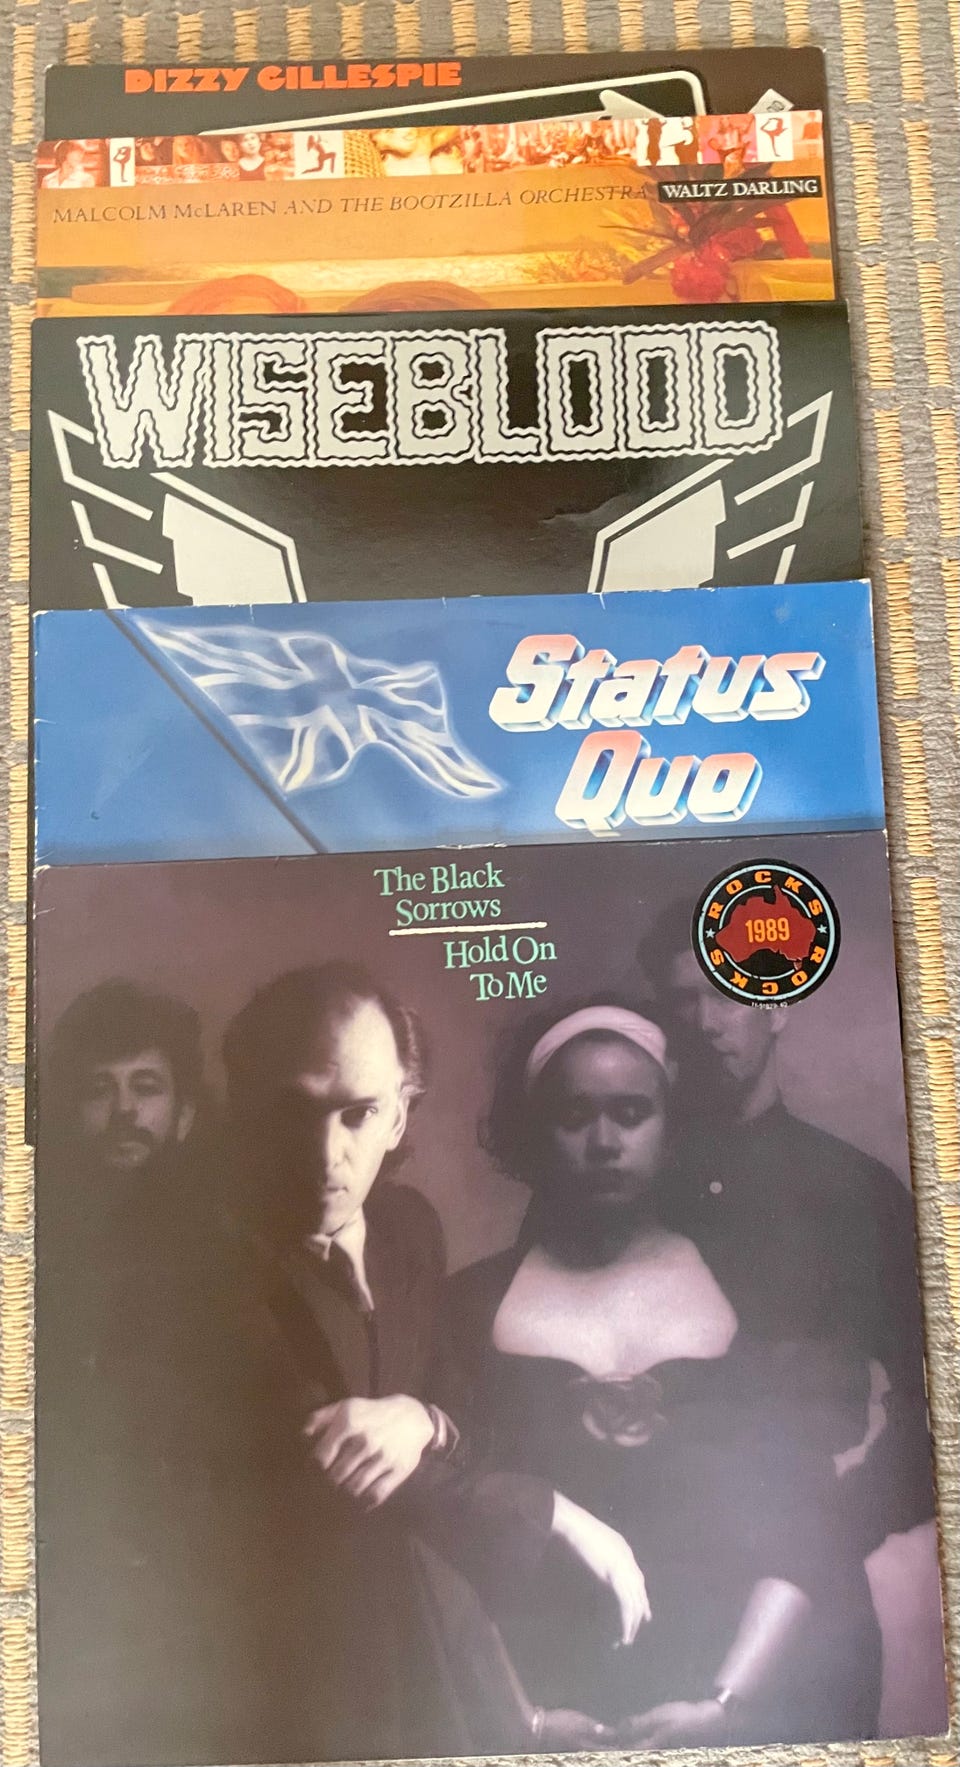 DIZZY GILLESPIE
MALCOLM McLAREN AND THE BOOTZILLA ORCHESTRA WALTZ DARLING
WISEBLOOD
Status
Quo
The Black
Sorrows
Hold On
To Me
ROCKS
1989
ROCKS